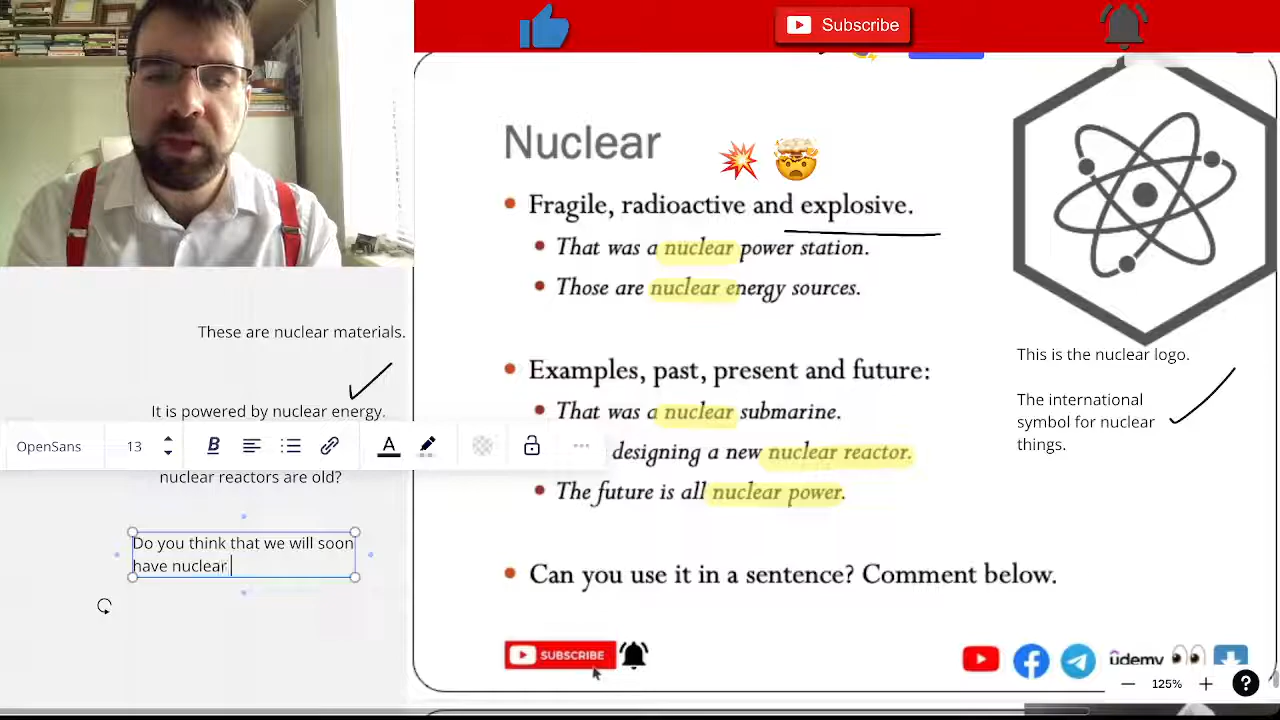 Subscribe
Nuclear
Fragile, radioactive and explosive.
That was a nuclear power station.
Those are nuclear energy sources.
Examples, past, present and future:
That was a nuclear submarine.
designing a new nuclear reactor.
The future is all nuclear power.
Can you use it in a sentence? Comment below.
SUBSCRIBE
This is the nuclear logo.
The international
symbol for nuclear
things.
These are nuclear materials.
It is powered by nuclear energy.
OpenSans
13
B
A
nuclear reactors are old?
Do you think that we will soon
have nuclear
udemy
125%
?